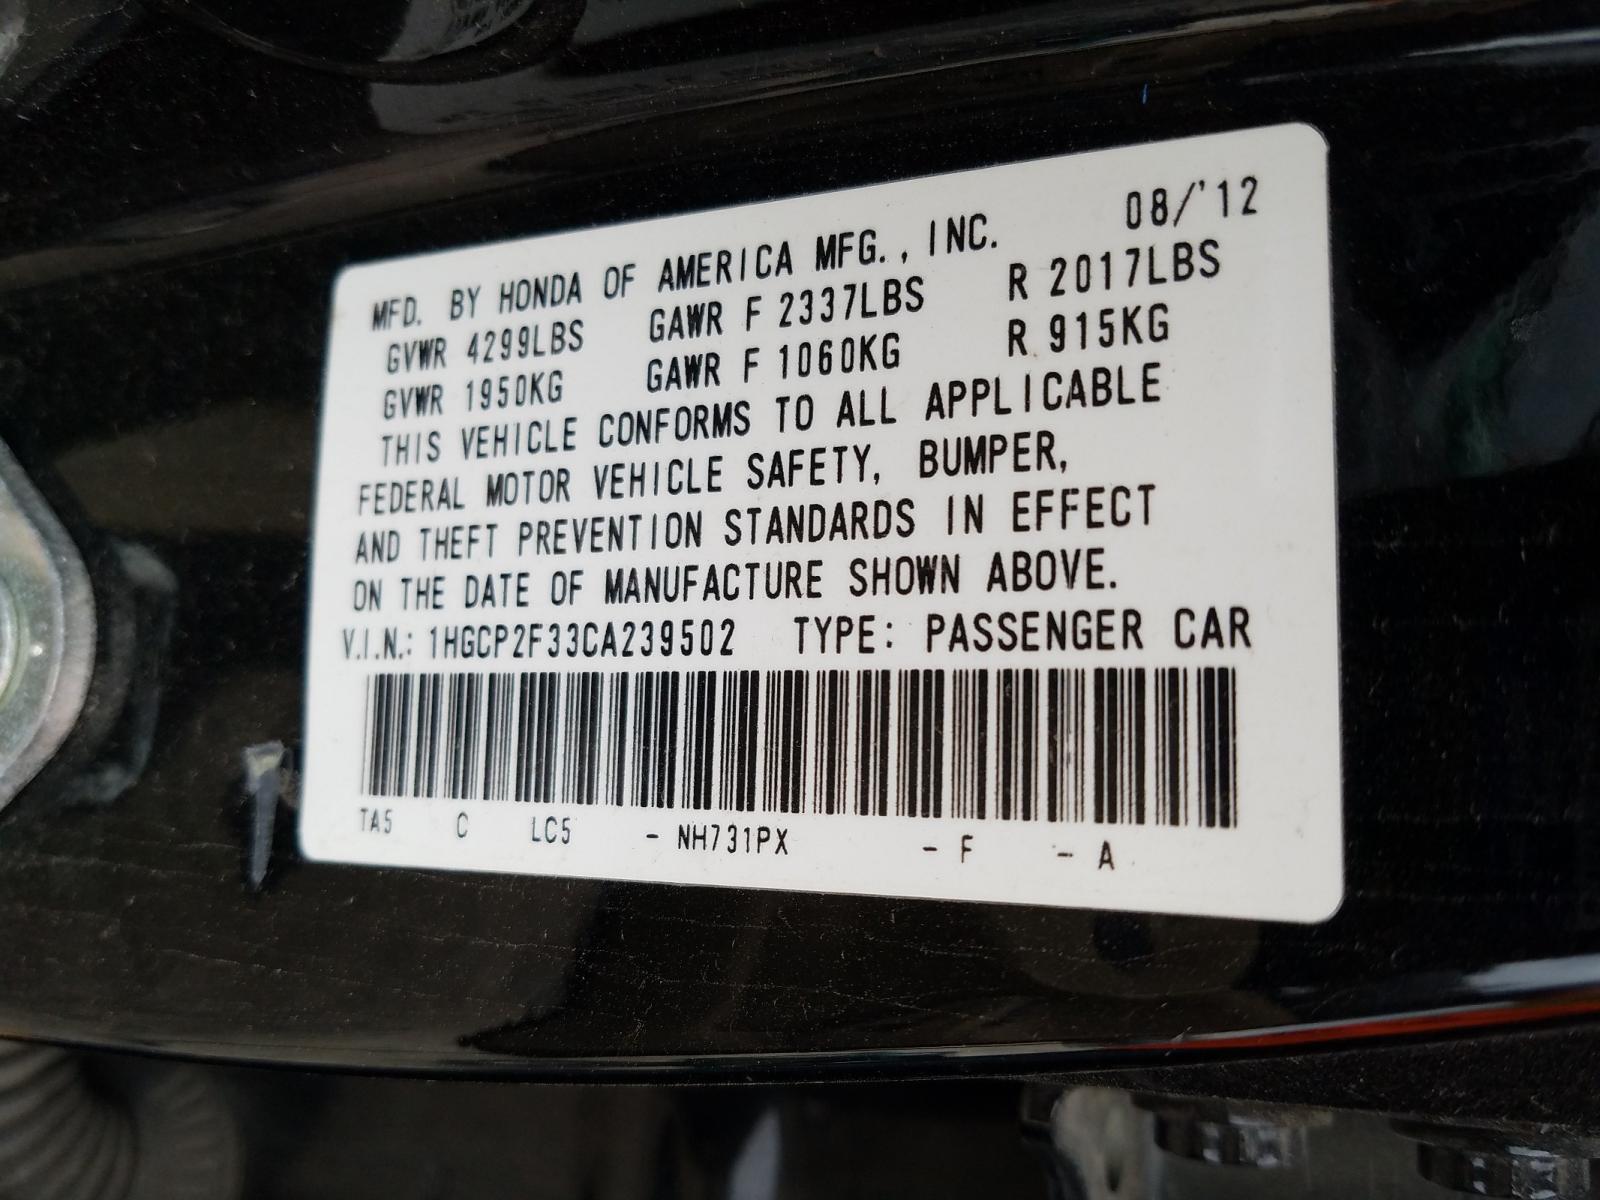 08/'12
MFD. BY HONDA OF AMERICA MFG., INC.
GVWR 4299LBS GAWR F 2337LBS R 2017LBS
GVWR 1950KG GAWR F 1060KG R 915KG
THIS VEHICLE CONFORMS TO ALL APPLICABLE
FEDERAL MOTOR VEHICLE SAFETY, BUMPER,
AND THEFT PREVENTION STANDARDS IN EFFECT
ON THE DATE OF MANUFACTURE SHOWN ABOVE.
V.I.N.: 1HGCP2F33CA239502 TYPE: PASSENGER CAR
TA5 C LC5 - NH731PX - F - A